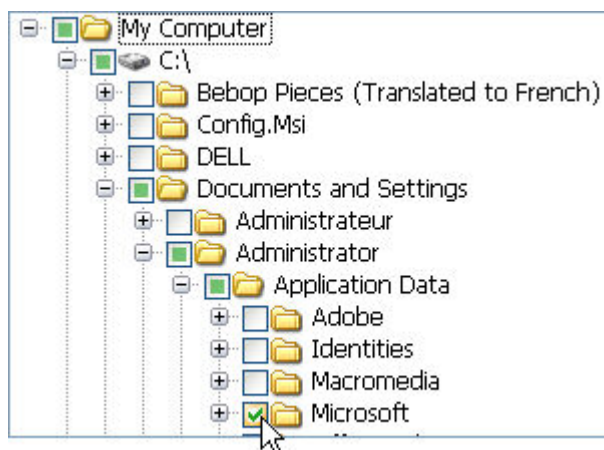 My Computer
C:\
Bebop Pieces (Translated to French)
Config.Msi
DELL
Documents and Settings
Administrateur
Administrator
Application Data
Adobe
Identities
Macromedia
Microsoft